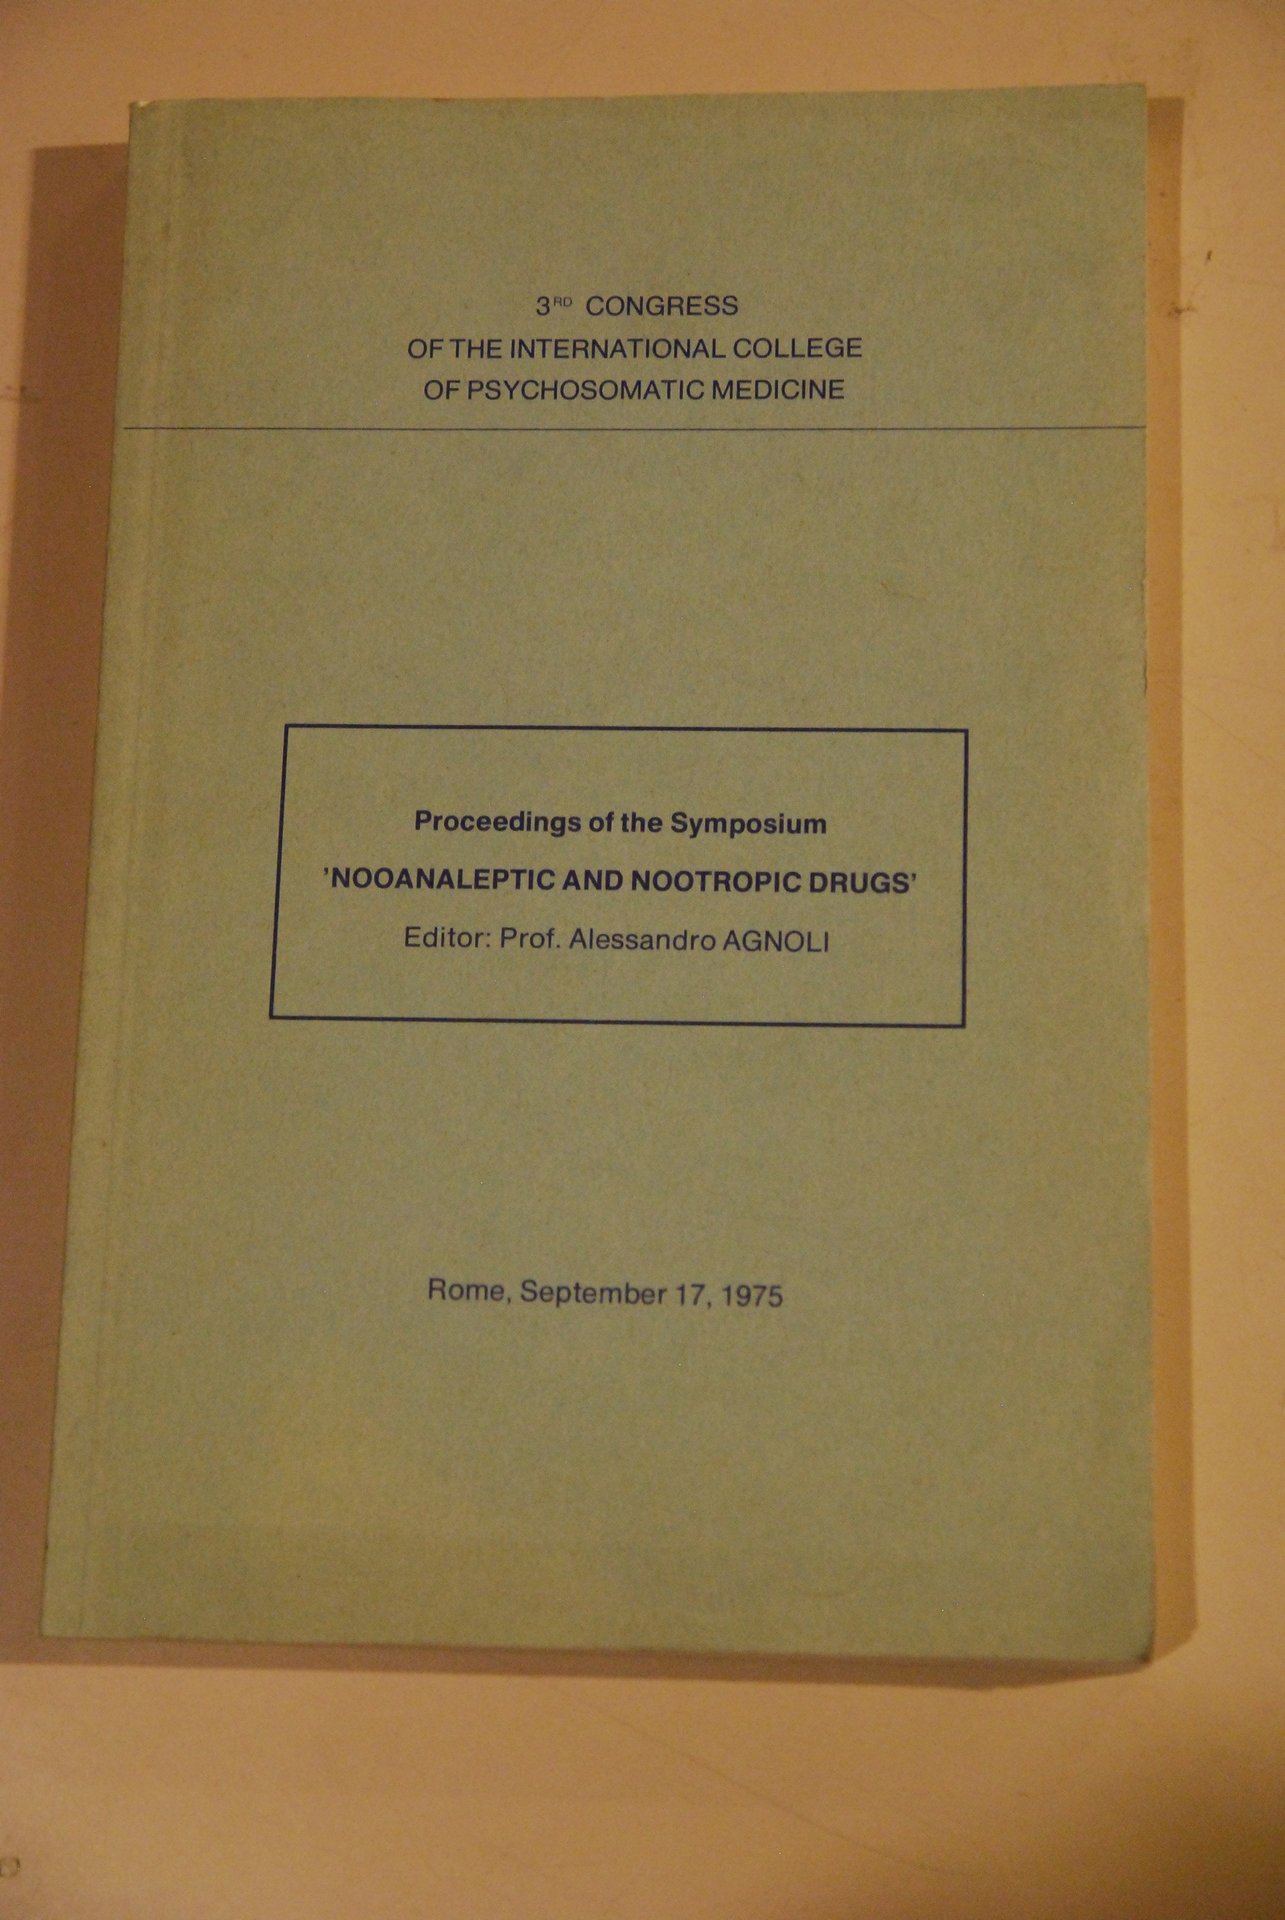 3RD CONGRESS
OF THE INTERNATIONAL COLLEGE
OF PSYCHOSOMATIC MEDICINE
Proceedings of the Symposium
'NOOANALEPTIC AND NOOTROPIC DRUGS'
Editor: Prof. Alessandro AGNOLI
Rome, September 17, 1975